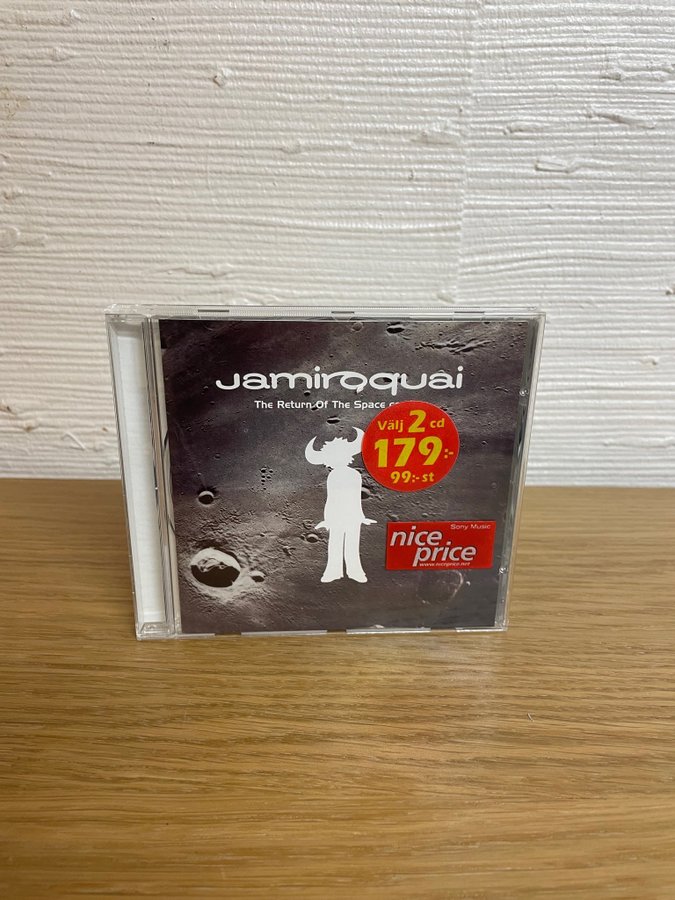 Jamiroquai
The Return Of The Space
Välj 2 cd
179:-
99:- st
Sony Music
nice
price
www.niceprice.net